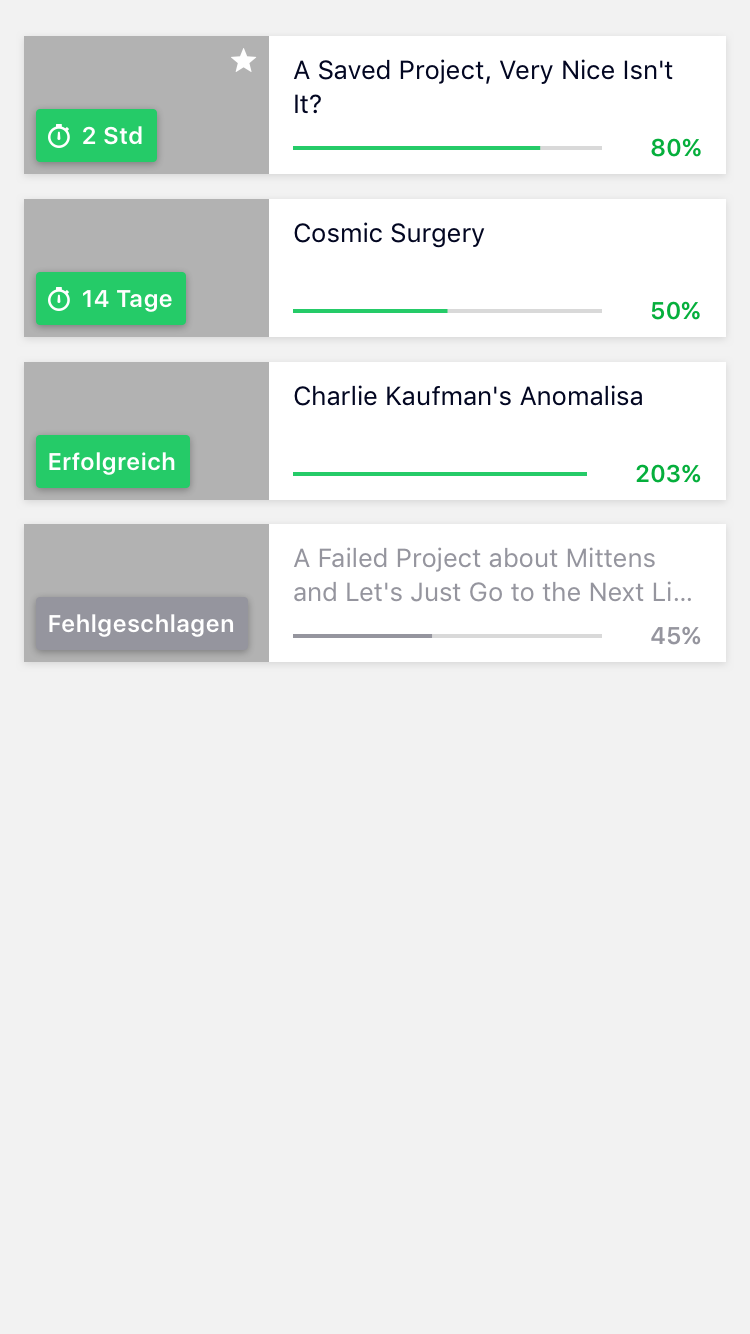 A Saved Project, Very Nice Isn't
It?
2 Std
80%
Cosmic Surgery
14 Tage
50%
Charlie Kaufman's Anomalisa
Erfolgreich
203%
A Failed Project about Mittens
and Let's Just Go to the Next Li...
Fehlgeschlagen
45%